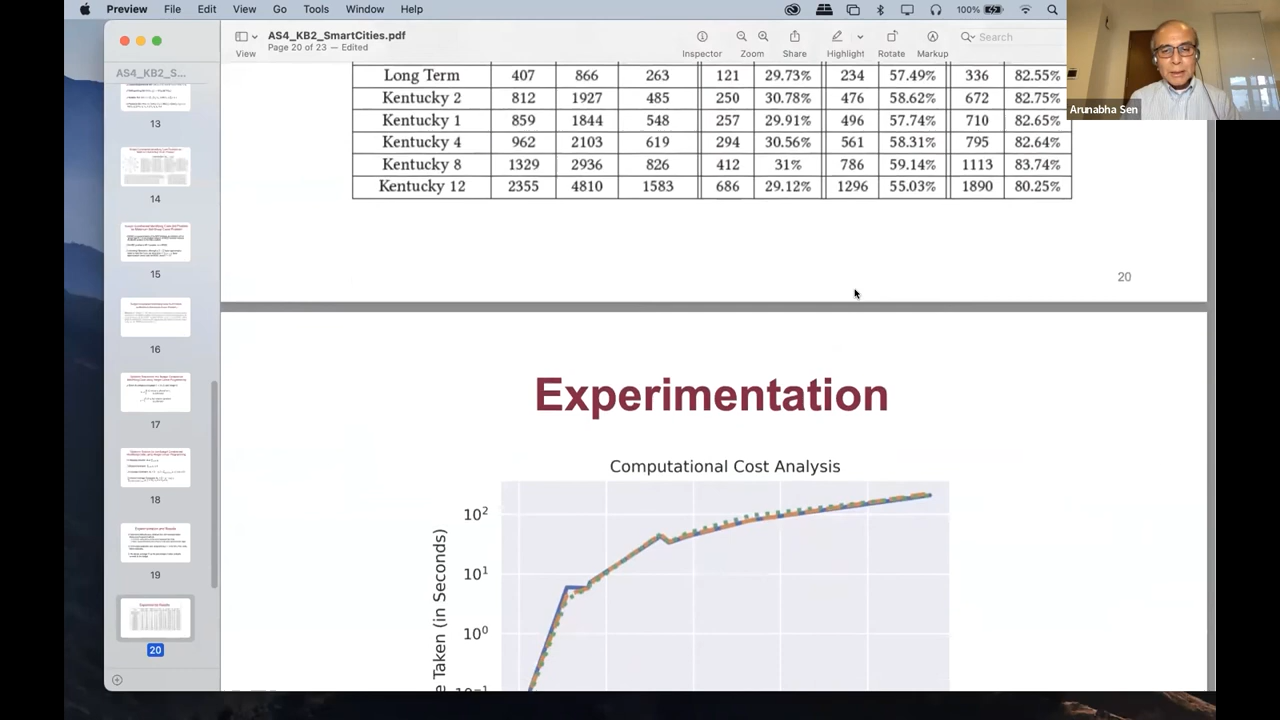 Preview File Edit View Go Tools Window Help 100%
AS4_KB2_SmartCities.pdf
Page 20 of 23 — Edited
View Inspector Zoom Share Highlight Rotate Markup Search
Arunabha Sen
AS4_KB2_S...
13
14
15
16
17
18
19
20
Long Term 407 866 263 121 29.73% 234 57.49% 336 82.55%
Kentucky 2 812 1927 485 250 30.78% 476 58.62% 672 82.75%
Kentucky 1 859 1844 548 257 29.91% 496 57.74% 710 82.65%
Kentucky 4 962 2103 619 294 30.56% 561 58.31% 795 82.64%
Kentucky 8 1329 2936 826 412 31% 786 59.14% 1113 83.74%
Kentucky 12 2355 4810 1583 686 29.12% 1296 55.03% 1890 80.25%
20
Experimentation
Computational Cost Analysis
10²
10¹
10⁰
10⁻¹
e Taken (in Seconds)